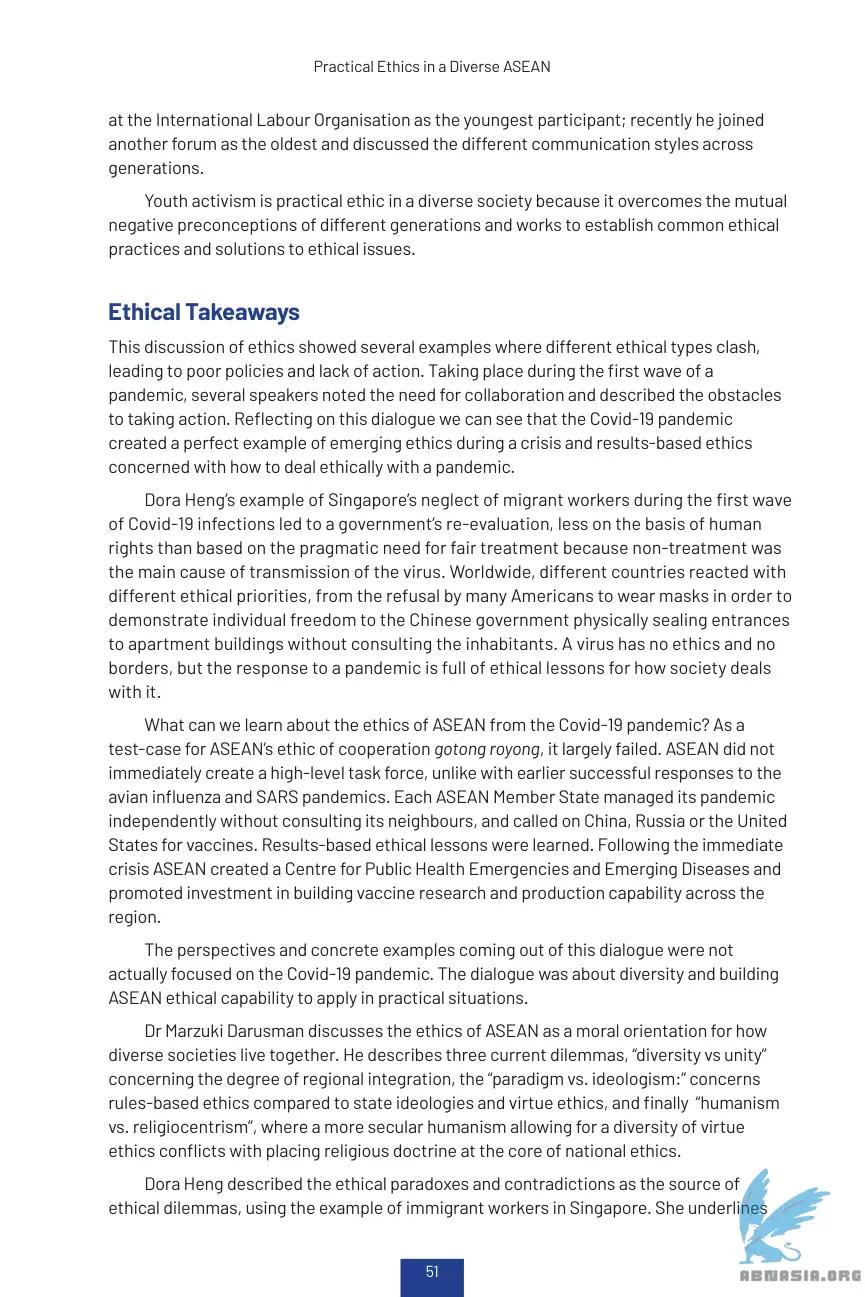 Practical Ethics in a Diverse ASEAN
at the International Labour Organisation as the youngest participant; recently he joined
another forum as the oldest and discussed the different communication styles across
generations.
Youth activism is practical ethic in a diverse society because it overcomes the mutual
negative preconceptions of different generations and works to establish common ethical
practices and solutions to ethical issues.
Ethical Takeaways
This discussion of ethics showed several examples where different ethical types clash,
leading to poor policies and lack of action. Taking place during the first wave of a
pandemic, several speakers noted the need for collaboration and described the obstacles
to taking action. Reflecting on this dialogue we can see that the Covid-19 pandemic
created a perfect example of emerging ethics during a crisis and results-based ethics
concerned with how to deal ethically with a pandemic.
Dora Heng’s example of Singapore’s neglect of migrant workers during the first wave
of Covid-19 infections led to a government’s re-evaluation, less on the basis of human
rights than based on the pragmatic need for fair treatment because non-treatment was
the main cause of transmission of the virus. Worldwide, different countries reacted with
different ethical priorities, from the refusal by many Americans to wear masks in order to
demonstrate individual freedom to the Chinese government physically sealing entrances
to apartment buildings without consulting the inhabitants. A virus has no ethics and no
borders, but the response to a pandemic is full of ethical lessons for how society deals
with it.
What can we learn about the ethics of ASEAN from the Covid-19 pandemic? As a
test-case for ASEAN’s ethic of cooperation gotong royong, it largely failed. ASEAN did not
immediately create a high-level task force, unlike with earlier successful responses to the
avian influenza and SARS pandemics. Each ASEAN Member State managed its pandemic
independently without consulting its neighbours, and called on China, Russia or the United
States for vaccines. Results-based ethical lessons were learned. Following the immediate
crisis ASEAN created a Centre for Public Health Emergencies and Emerging Diseases and
promoted investment in building vaccine research and production capability across the
region.
The perspectives and concrete examples coming out of this dialogue were not
actually focused on the Covid-19 pandemic. The dialogue was about diversity and building
ASEAN ethical capability to apply in practical situations.
Dr Marzuki Darusman discusses the ethics of ASEAN as a moral orientation for how
diverse societies live together. He describes three current dilemmas, “diversity vs unity”
concerning the degree of regional integration, the “paradigm vs. ideologism:” concerns
rules-based ethics compared to state ideologies and virtue ethics, and finally “humanism
vs. religiocentrism”, where a more secular humanism allowing for a diversity of virtue
ethics conflicts with placing religious doctrine at the core of national ethics.
Dora Heng described the ethical paradoxes and contradictions as the source of
ethical dilemmas, using the example of immigrant workers in Singapore. She underlines
51
ABNASIA.ORG